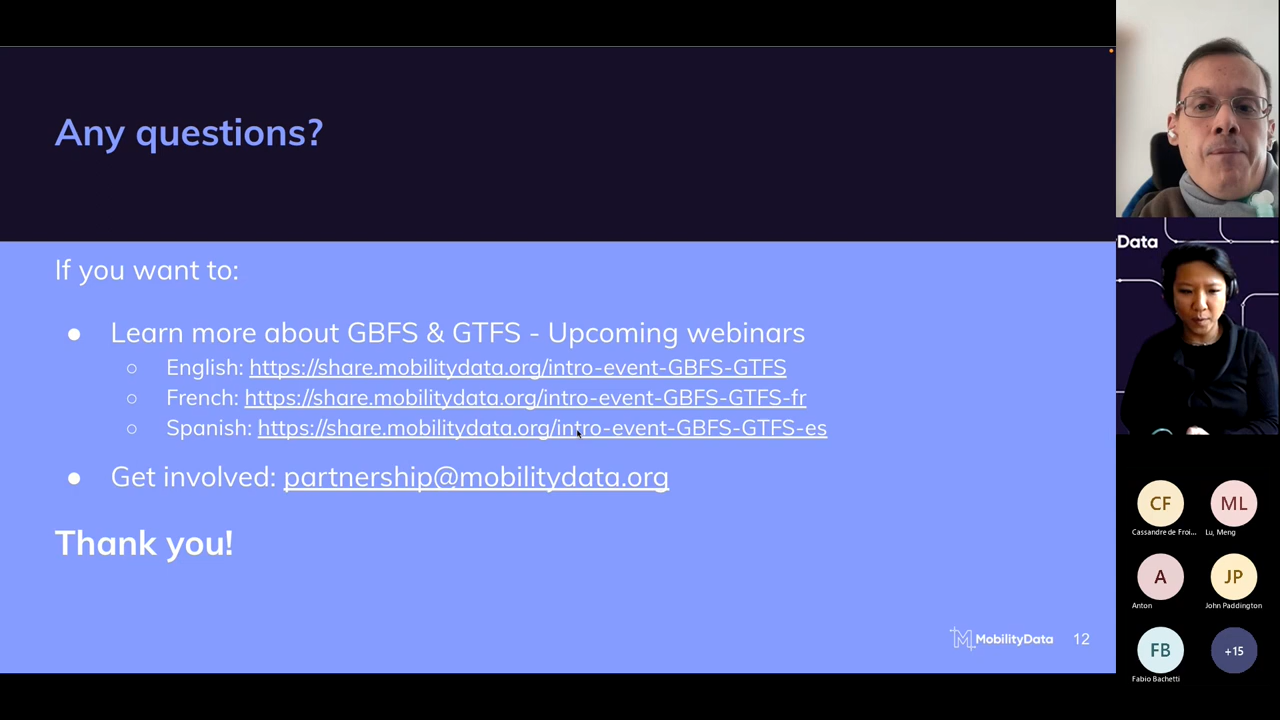 Any questions?
If you want to:
● Learn more about GBFS & GTFS - Upcoming webinars
○ English: https://share.mobilitydata.org/intro-event-GBFS-GTFS
○ French: https://share.mobilitydata.org/intro-event-GBFS-GTFS-fr
○ Spanish: https://share.mobilitydata.org/intro-event-GBFS-GTFS-es
● Get involved: partnership@mobilitydata.org
Thank you!
MobilityData 12
Data
CF ML
Cassandre de Froi... Lu, Meng
A JP
Anton John Paddington
FB +15
Fabio Bachetti